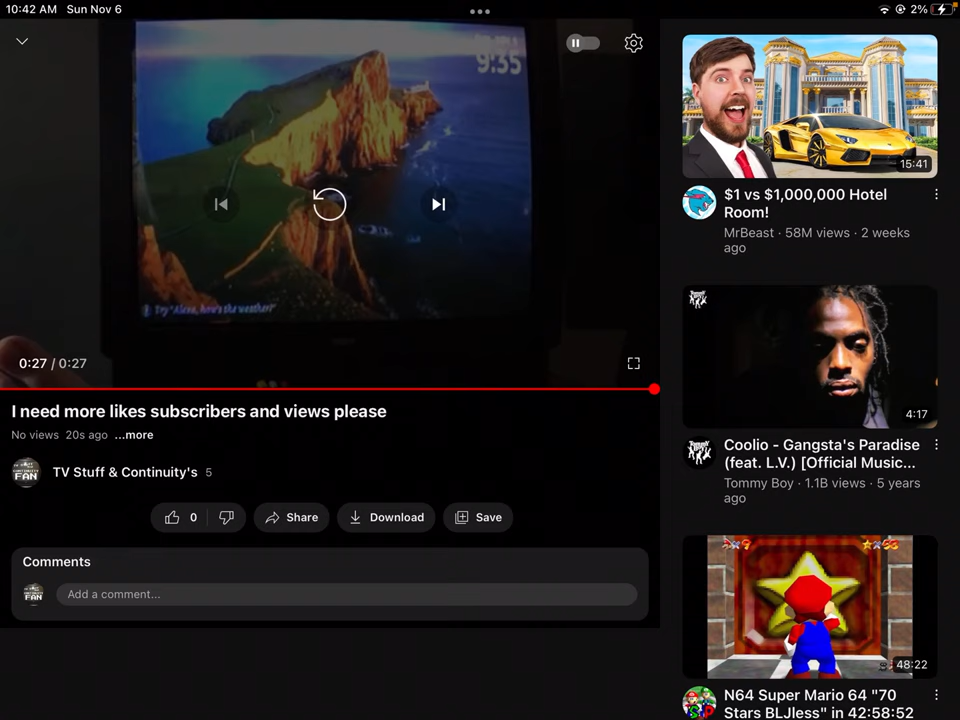 10:42 AM Sun Nov 6
2%
9:35
Try "Alexa, how's the weather?"
0:27 / 0:27
I need more likes subscribers and views please
No views 20s ago ...more
FAN
TV Stuff & Continuity's 5
0
Share
Download
Save
Comments
FAN
Add a comment...
15:41
$1 vs $1,000,000 Hotel
Room!
MrBeast · 58M views · 2 weeks
ago
4:17
Coolio - Gangsta's Paradise
(feat. L.V.) [Official Music...
Tommy Boy · 1.1B views · 5 years
ago
48:22
N64 Super Mario 64 "70
Stars BLJless" in 42:58:52